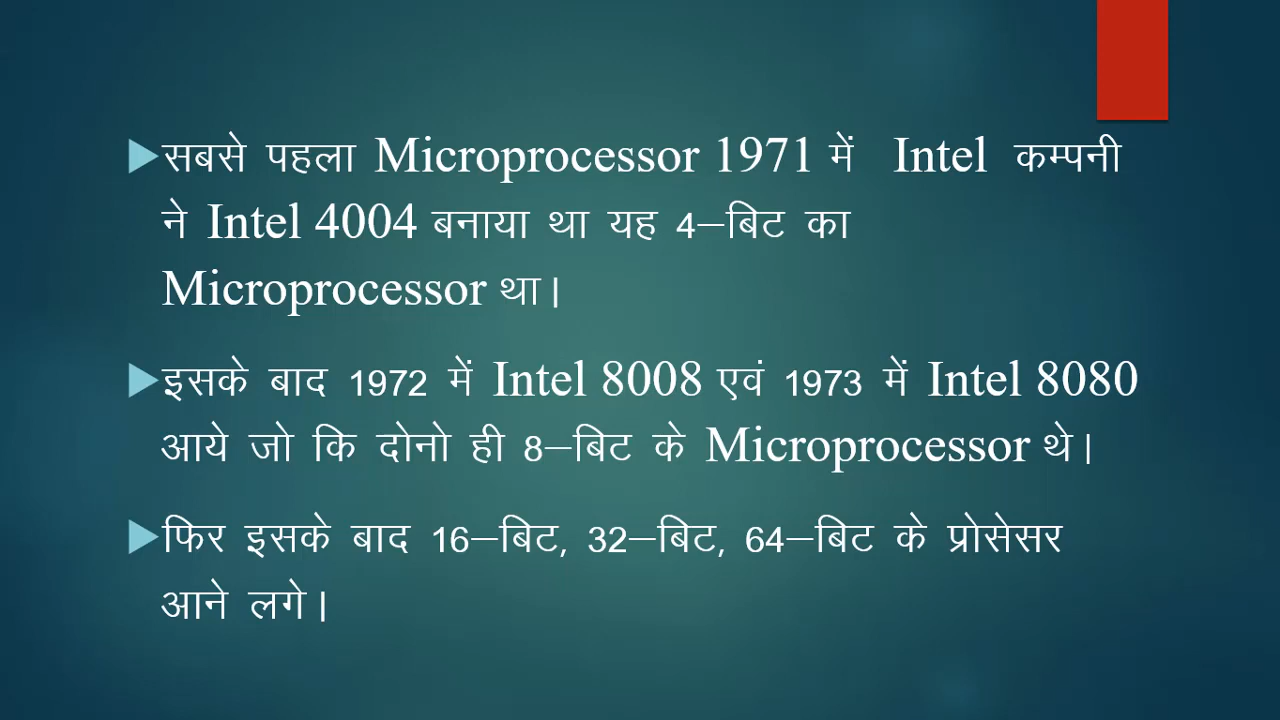 सबसे पहला Microprocessor 1971 में Intel कम्पनी
ने Intel 4004 बनाया था यह 4–बिट का
Microprocessor था।
इसके बाद 1972 में Intel 8008 एवं 1973 में Intel 8080
आये जो कि दोनो ही 8–बिट के Microprocessor थे।
फिर इसके बाद 16–बिट, 32–बिट, 64–बिट के प्रोसेसर
आने लगे।